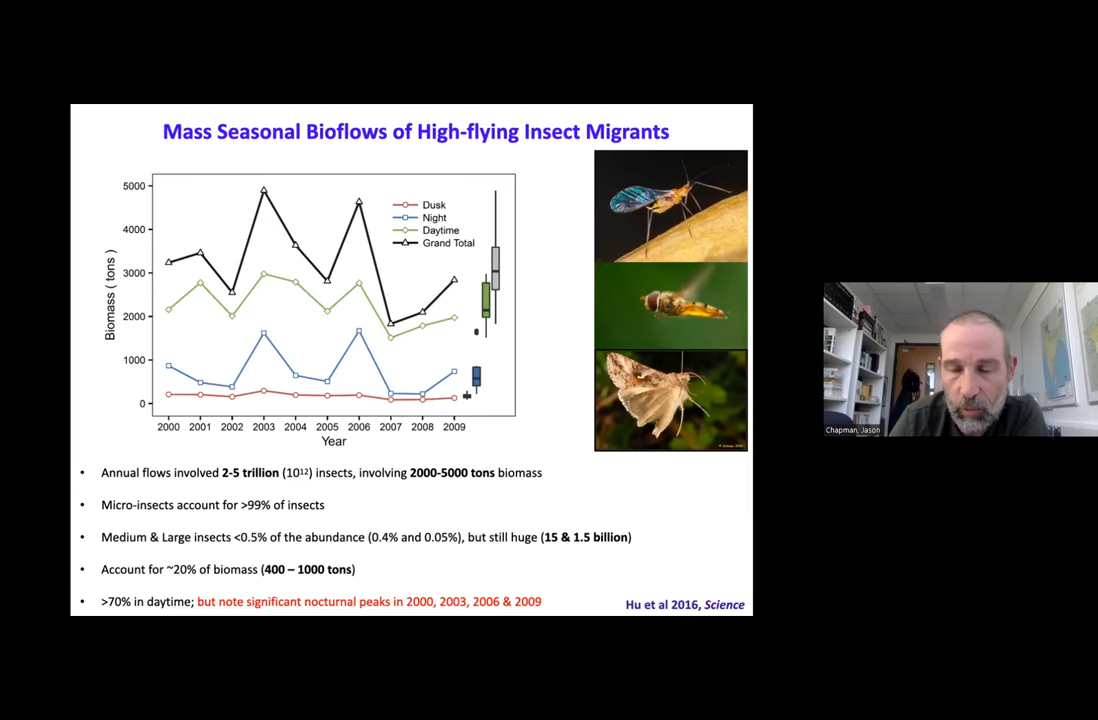 Mass Seasonal Bioflows of High-flying Insect Migrants
5000
4000
3000
2000
1000
0
Biomass ( tons )
Dusk
Night
Daytime
Grand Total
2000 2001 2002 2003 2004 2005 2006 2007 2008 2009
Year
• Annual flows involved 2-5 trillion (10¹²) insects, involving 2000-5000 tons biomass
• Micro-insects account for >99% of insects
• Medium & Large insects <0.5% of the abundance (0.4% and 0.05%), but still huge (15 & 1.5 billion)
• Account for ~20% of biomass (400 – 1000 tons)
• >70% in daytime; but note significant nocturnal peaks in 2000, 2003, 2006 & 2009
Hu et al 2016, Science
Chapman, Jason